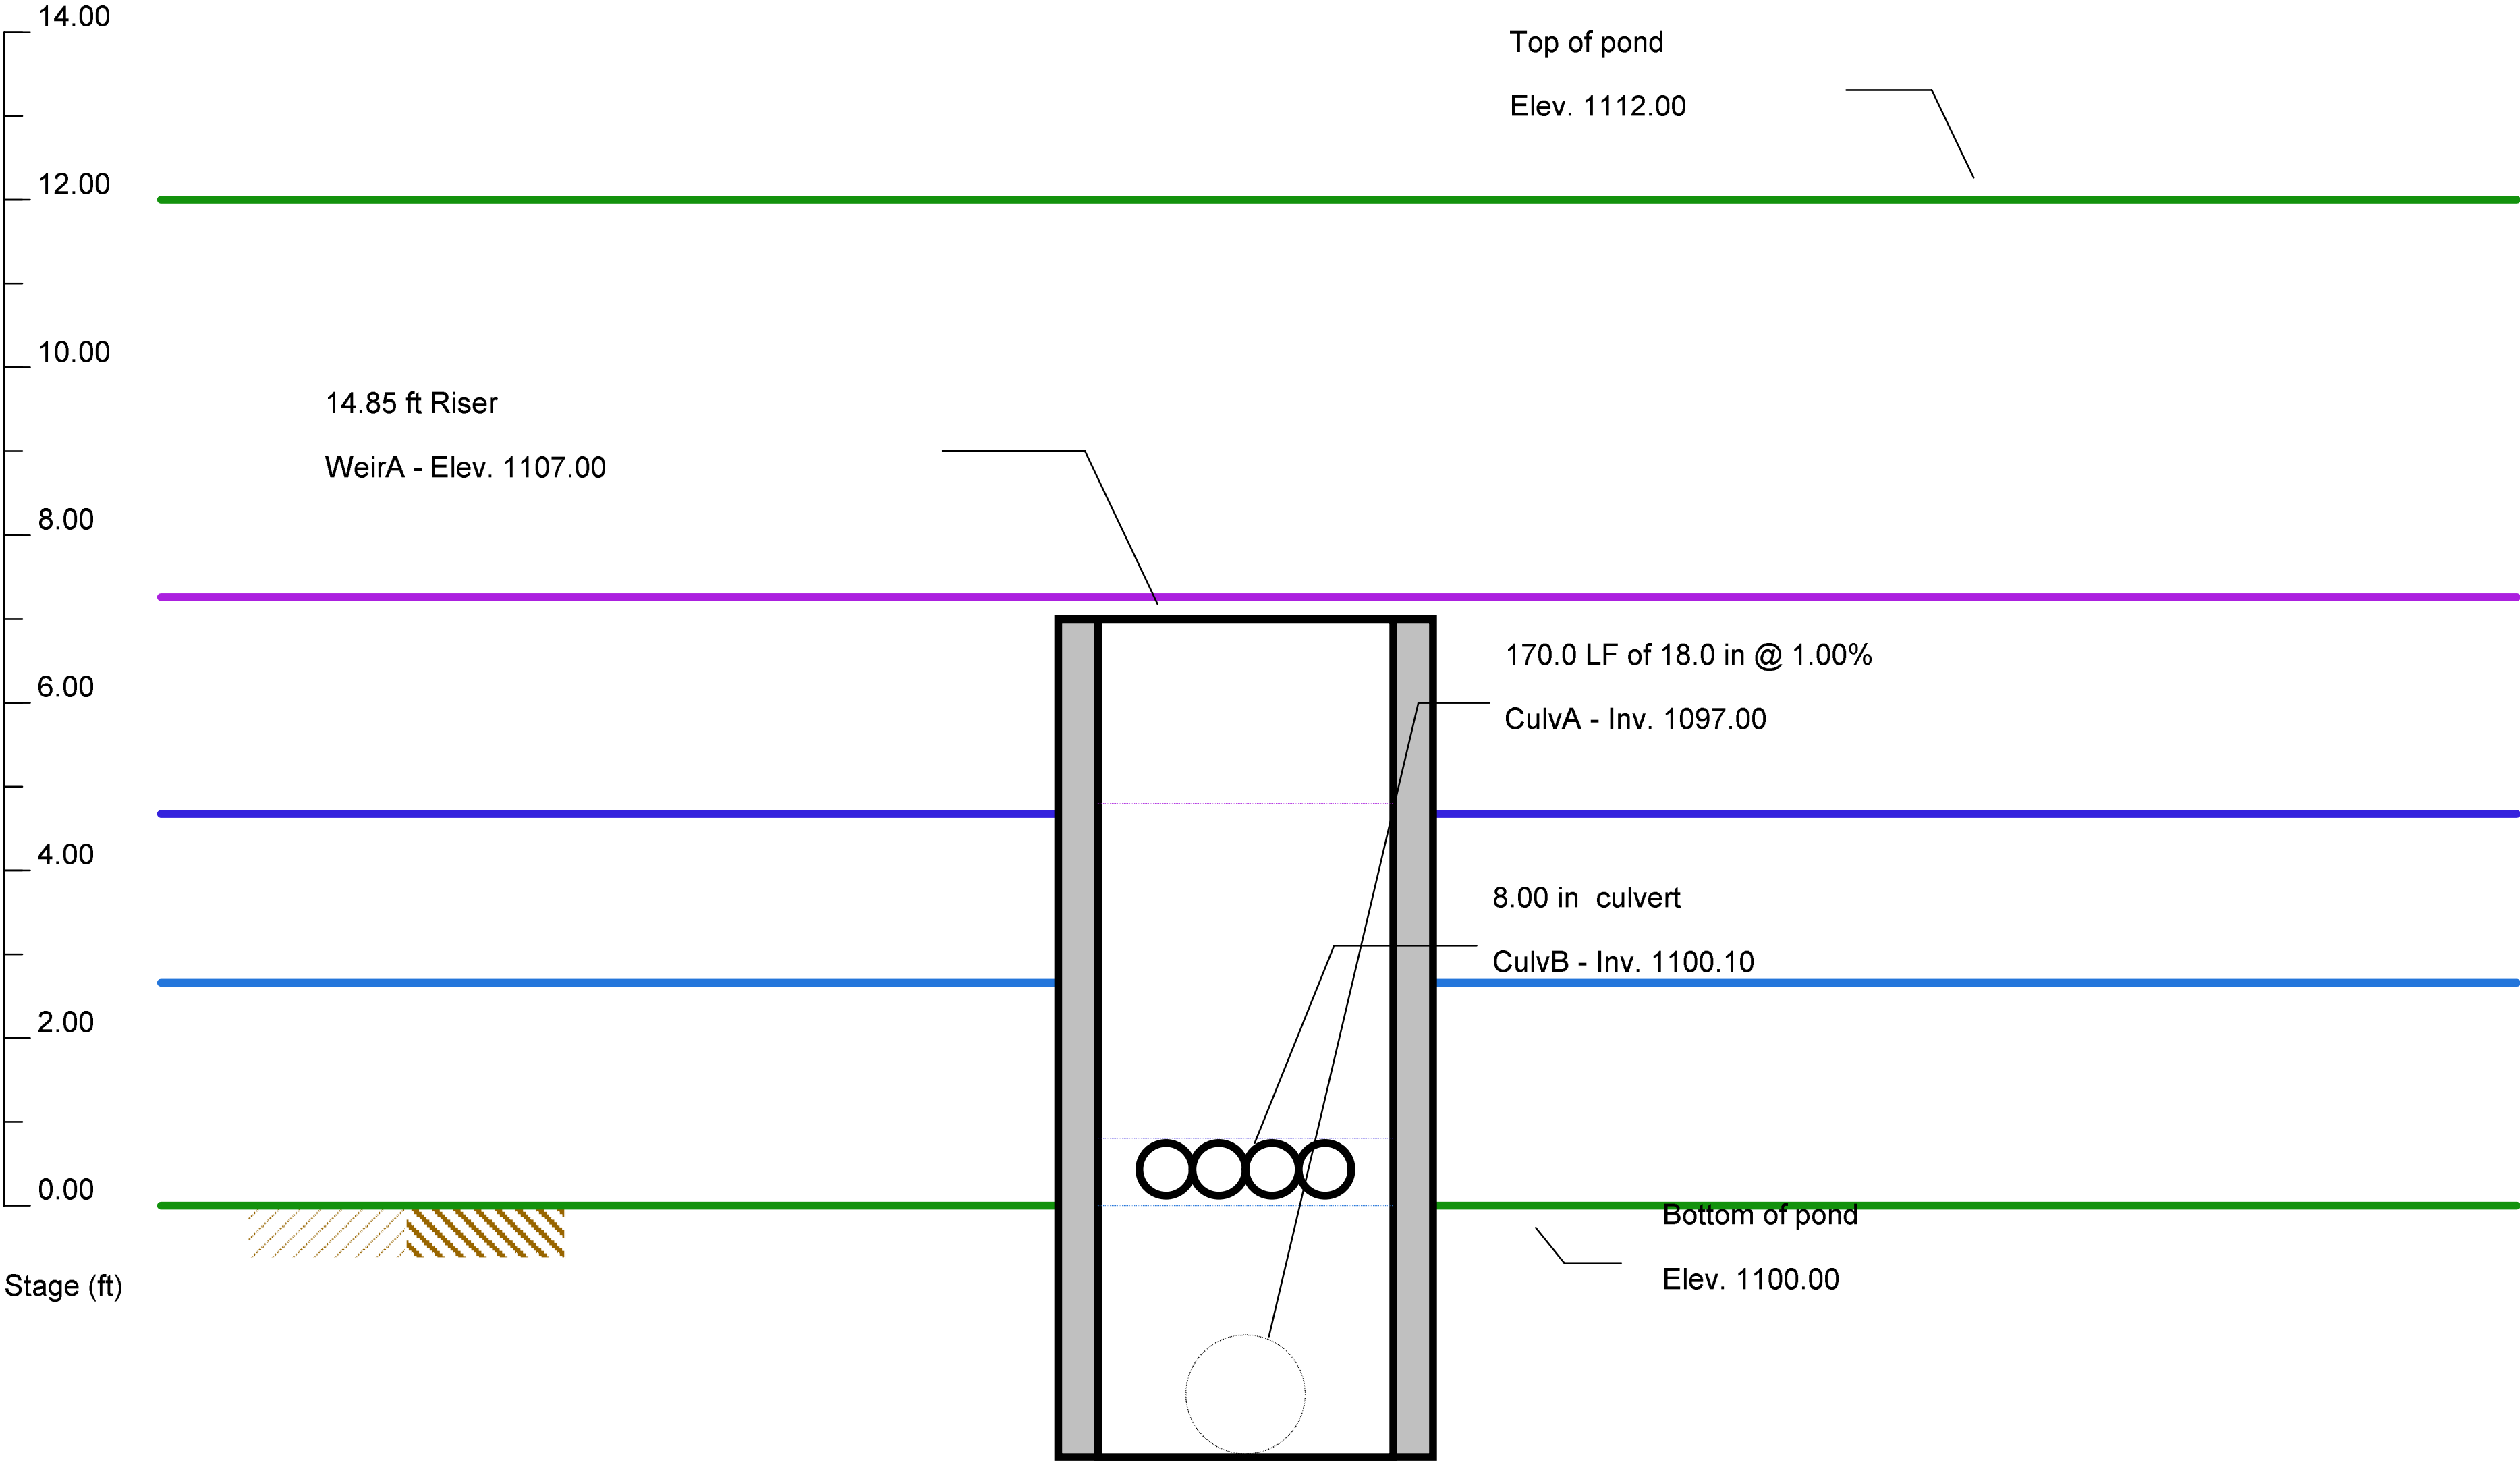 14.00
Top of pond
Elev. 1112.00
12.00
10.00
14.85 ft Riser
WeirA - Elev. 1107.00
8.00
170.0 LF of 18.0 in @ 1.00%
6.00
CulvA - Inv. 1097.00
4.00
8.00 in  culvert
CulvB - Inv. 1100.10
2.00
0.00
Bottom of pond
Elev. 1100.00
Stage (ft)